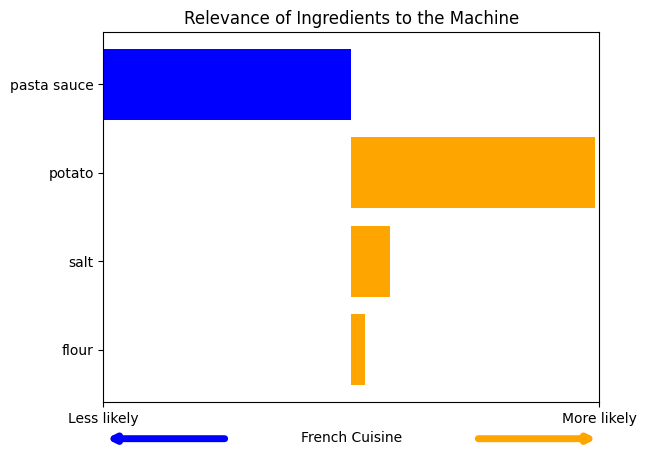 Relevance of Ingredients to the Machine
pasta sauce
potato
salt
flour
Less likely
More likely
French Cuisine